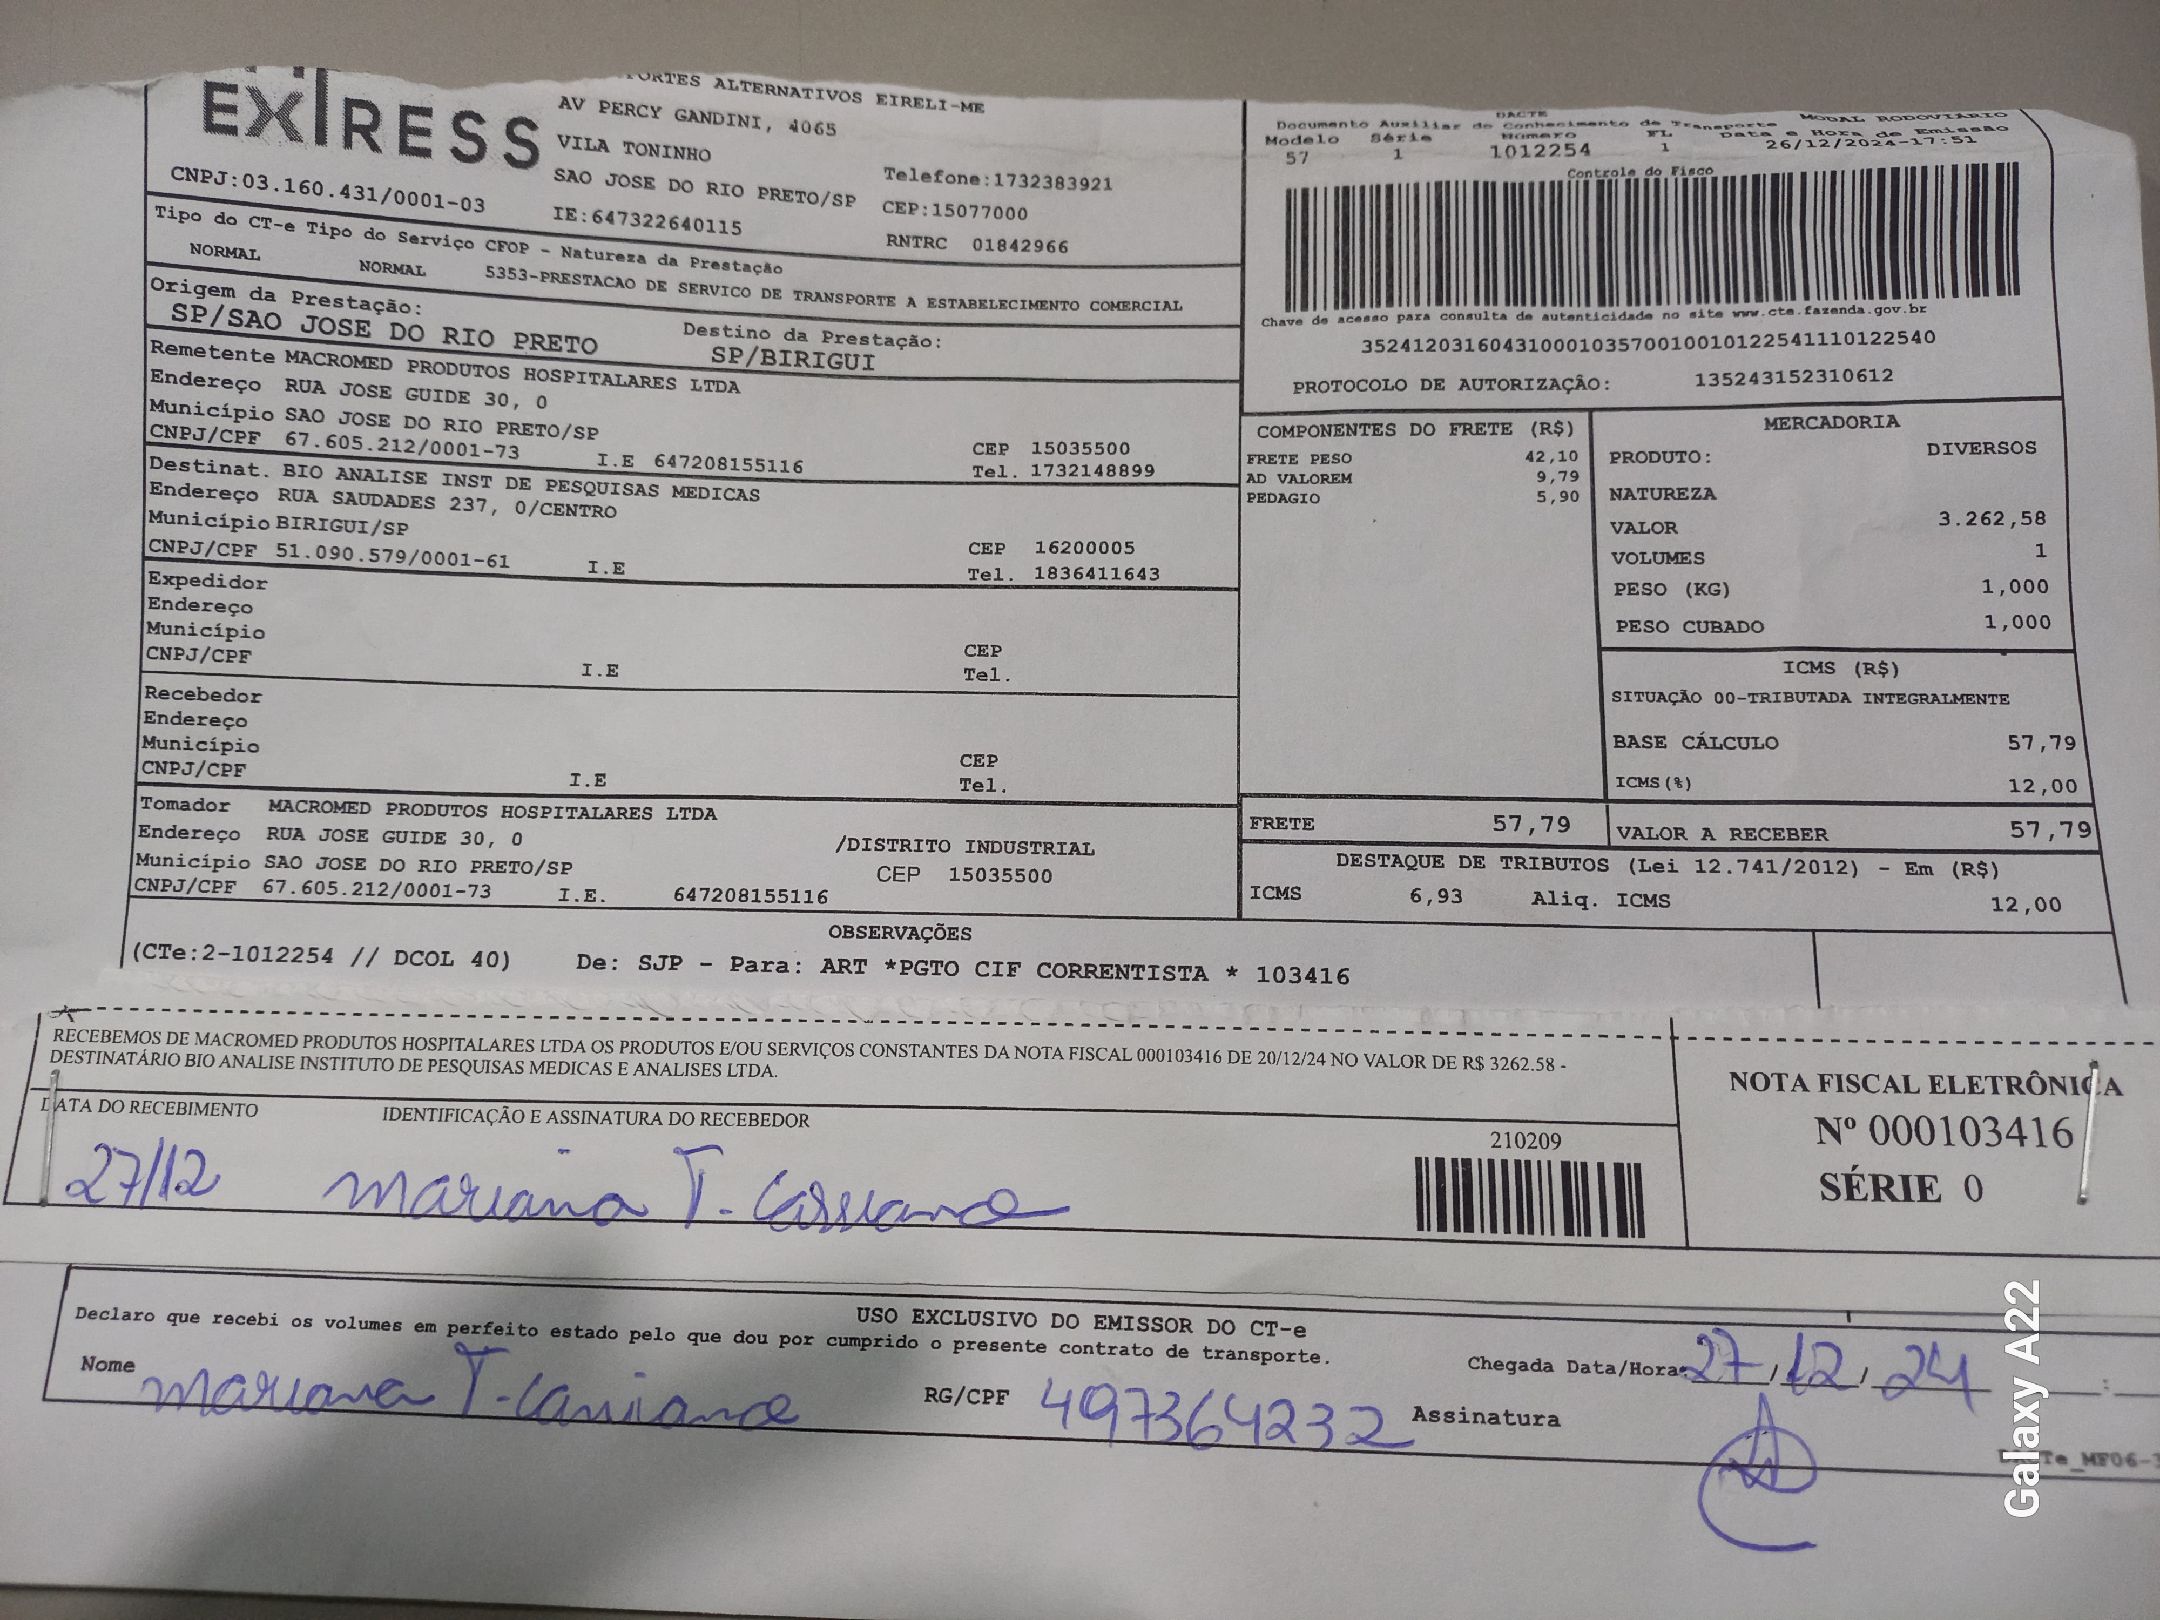 EXPRESS
PORTES ALTERNATIVOS EIRELI-ME
AV PERCY GANDINI, 4065
VILA TONINHO
SAO JOSE DO RIO PRETO/SP
Telefone:1732383921
CEP:15077000
CNPJ:03.160.431/0001-03
IE:647322640115
RNTRC 01842966
Tipo do CT-e Tipo do Serviço CFOP - Natureza da Prestação
NORMAL NORMAL 5353-PRESTACAO DE SERVICO DE TRANSPORTE A ESTABELECIMENTO COMERCIAL
Origem da Prestação:
SP/SAO JOSE DO RIO PRETO
Destino da Prestação:
SP/BIRIGUI
Remetente MACROMED PRODUTOS HOSPITALARES LTDA
Endereço RUA JOSE GUIDE 30, 0
Município SAO JOSE DO RIO PRETO/SP CEP 15035500
CNPJ/CPF 67.605.212/0001-73 I.E 647208155116 Tel. 1732148899
Destinat. BIO ANALISE INST DE PESQUISAS MEDICAS
Endereço RUA SAUDADES 237, 0/CENTRO
Município BIRIGUI/SP CEP 16200005
CNPJ/CPF 51.090.579/0001-61 I.E Tel. 1836411643
Expedidor
Endereço
Município CEP
CNPJ/CPF I.E Tel.
Recebedor
Endereço
Município CEP
CNPJ/CPF I.E Tel.
Tomador MACROMED PRODUTOS HOSPITALARES LTDA
Endereço RUA JOSE GUIDE 30, 0 /DISTRITO INDUSTRIAL
Município SAO JOSE DO RIO PRETO/SP CEP 15035500
CNPJ/CPF 67.605.212/0001-73 I.E. 647208155116
DACTE MODAL RODOVIÁRIO
Documento Auxiliar do Conhecimento de Transporte
Modelo Série Número FL Data e Hora de Emissão
57 1 1012254 1 26/12/2024-17:51
Controle do Fisco
Chave de acesso para consulta de autenticidade no site www.cte.fazenda.gov.br
35241203160431000103570010010122541110122540
PROTOCOLO DE AUTORIZAÇÃO: 135243152310612
COMPONENTES DO FRETE (R$)
FRETE PESO 42,10
AD VALOREM 9,79
PEDAGIO 5,90
MERCADORIA
PRODUTO: DIVERSOS
NATUREZA
VALOR 3.262,58
VOLUMES 1
PESO (KG) 1,000
PESO CUBADO 1,000
ICMS (R$)
SITUAÇÃO 00-TRIBUTADA INTEGRALMENTE
BASE CÁLCULO 57,79
ICMS(%) 12,00
FRETE 57,79 VALOR A RECEBER 57,79
DESTAQUE DE TRIBUTOS (Lei 12.741/2012) - Em (R$)
ICMS 6,93 Aliq. ICMS 12,00
OBSERVAÇÕES
(CTe:2-1012254 // DCOL 40) De: SJP - Para: ART *PGTO CIF CORRENTISTA * 103416
RECEBEMOS DE MACROMED PRODUTOS HOSPITALARES LTDA OS PRODUTOS E/OU SERVIÇOS CONSTANTES DA NOTA FISCAL 000103416 DE 20/12/24 NO VALOR DE R$ 3262.58 -
DESTINATÁRIO BIO ANALISE INSTITUTO DE PESQUISAS MEDICAS E ANALISES LTDA.
DATA DO RECEBIMENTO IDENTIFICAÇÃO E ASSINATURA DO RECEBEDOR
27/12 Mariana T. Cassiano
210209
NOTA FISCAL ELETRÔNICA
Nº 000103416
SÉRIE 0
USO EXCLUSIVO DO EMISSOR DO CT-e
Declaro que recebi os volumes em perfeito estado pelo que dou por cumprido o presente contrato de transporte.
Nome Mariana T. Cassiano RG/CPF 497364232 Assinatura
Chegada Data/Hora: 27/12/24 :
Te_MF06-
Galaxy A22